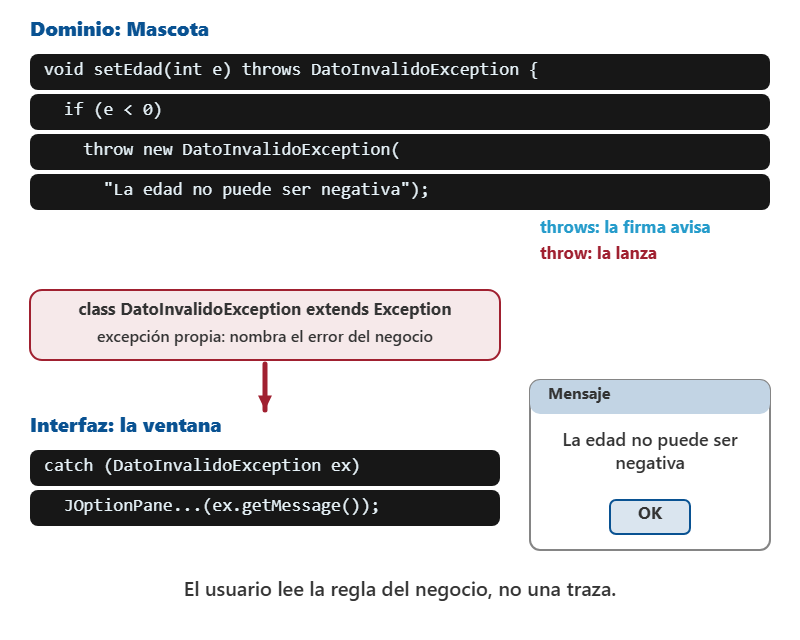 Dominio: Mascota
void setEdad(int e) throws DatoInvalidoException {
if (e < 0)
throw new DatoInvalidoException(
"La edad no puede ser negativa");
throws: la firma avisa
throw: la lanza
class DatoInvalidoException extends Exception
excepción propia: nombra el error del negocio
Interfaz: la ventana
catch (DatoInvalidoException ex)
JOptionPane...(ex.getMessage());
Mensaje
La edad no puede ser
negativa
OK
El usuario lee la regla del negocio, no una traza.